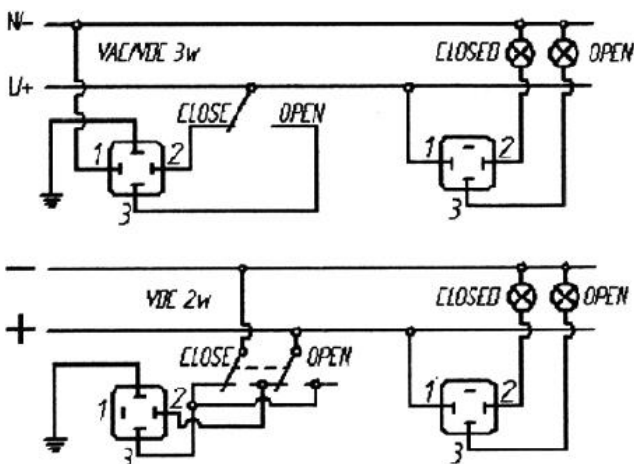 N/-
VAC/VDC 3w
CLOSED
OPEN
L/+
CLOSE
OPEN
1
2
3
1
2
3
—
VDC 2w
CLOSED
OPEN
+
CLOSE
OPEN
1
2
3
1
2
3